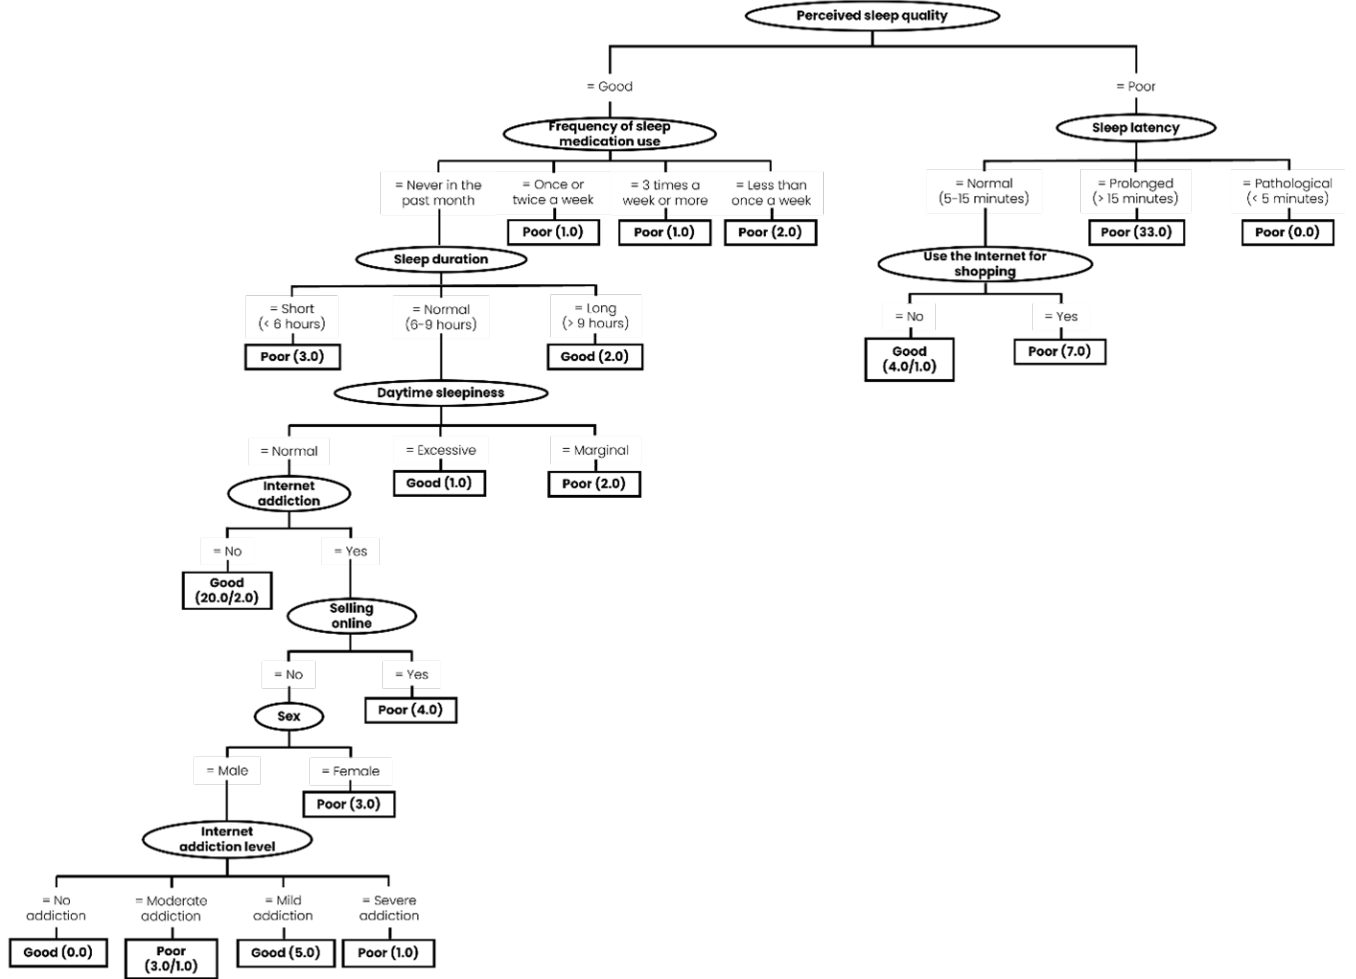 Perceived sleep quality
= Good
= Poor
Frequency of sleep
medication use
Sleep latency
= Never in the
past month
= Once or
twice a week
= 3 times a
week or more
= Less than
once a week
= Normal
(5-15 minutes)
= Prolonged
(> 15 minutes)
= Pathological
(< 5 minutes)
Poor (1.0)
Poor (1.0)
Poor (2.0)
Poor (33.0)
Poor (0.0)
Sleep duration
Use the Internet for
shopping
= Short
(< 6 hours)
= Normal
(6-9 hours)
= Long
(> 9 hours)
= No
= Yes
Poor (3.0)
Good (2.0)
Good
(4.0/1.0)
Poor (7.0)
Daytime sleepiness
= Normal
= Excessive
= Marginal
Internet
addiction
Good (1.0)
Poor (2.0)
= No
= Yes
Good
(20.0/2.0)
Selling
online
= No
= Yes
Sex
Poor (4.0)
= Male
= Female
Poor (3.0)
Internet
addiction level
= No
addiction
= Moderate
addiction
= Mild
addiction
= Severe
addiction
Good (0.0)
Poor
(3.0/1.0)
Good (5.0)
Poor (1.0)